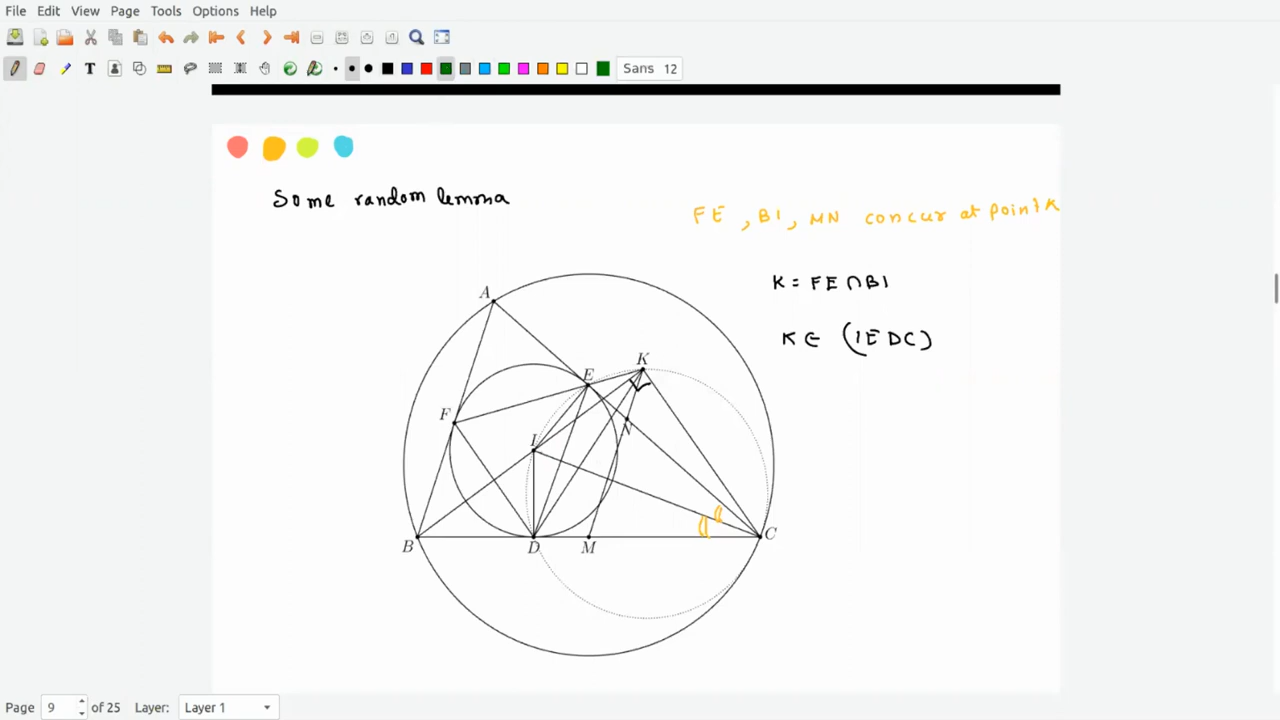 File Edit View Page Tools Options Help
T Sans 12
Some random lemma
FE, BI, MN concur at point K
K = FE ∩ BI
K ∈ (IEDC)
A
K
E
F
N
I
B D M C
Page 9 of 25 Layer: Layer 1